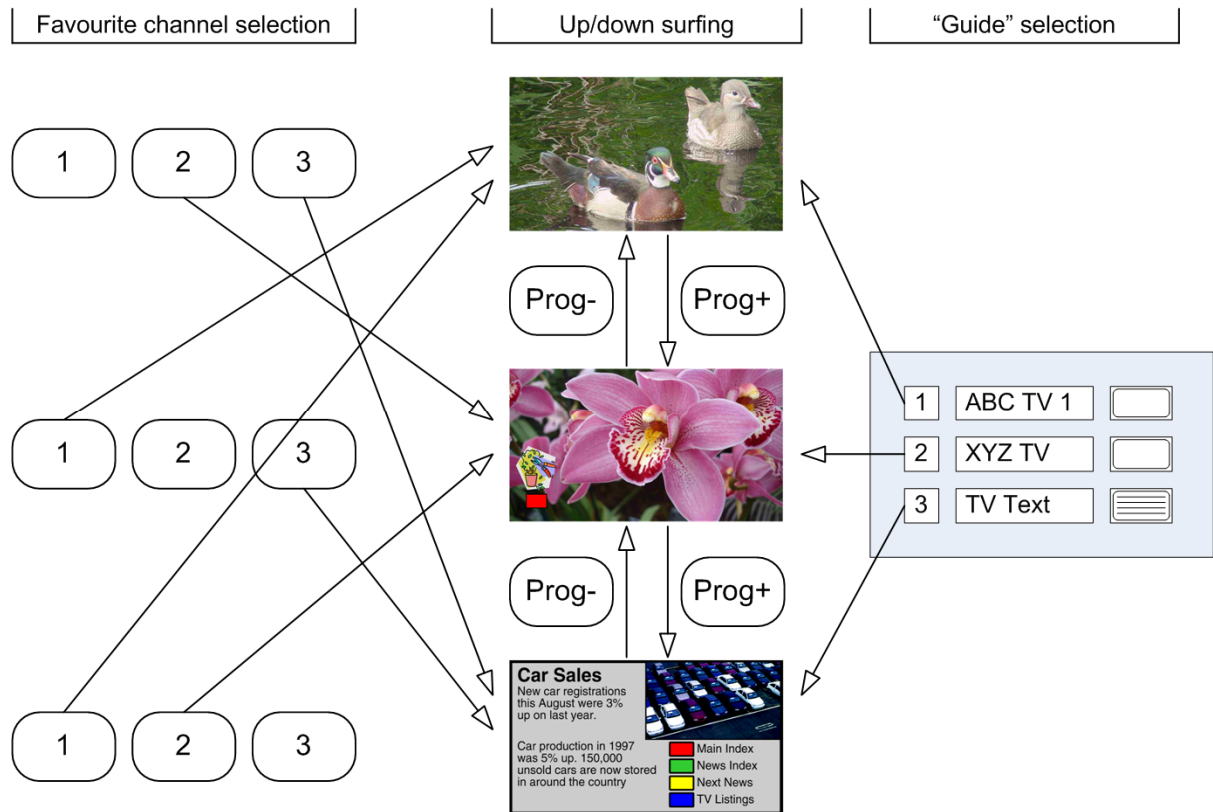 Favourite channel selection
Up/down surfing
“Guide” selection
1 2 3
Prog- Prog+
1 2 3
1 ABC TV 1
2 XYZ TV
3 TV Text
Prog- Prog+
Car Sales
New car registrations
this August were 3%
up on last year.
Car production in 1997
was 5% up. 150,000
unsold cars are now stored
in around the country
Main Index
News Index
Next News
TV Listings
1 2 3